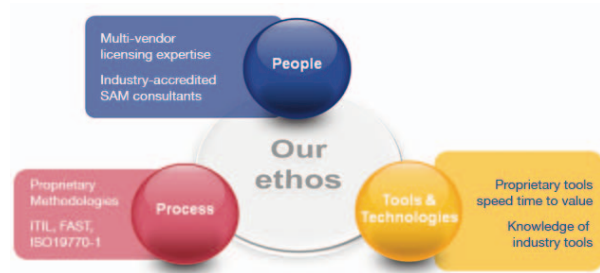 Multi-vendor
licensing expertise
Industry-accredited
SAM consultants
People
Our
ethos
Proprietary
Methodologies
ITIL, FAST,
ISO19770-1
Process
Tools &
Technologies
Proprietary tools
speed time to value
Knowledge of
industry tools